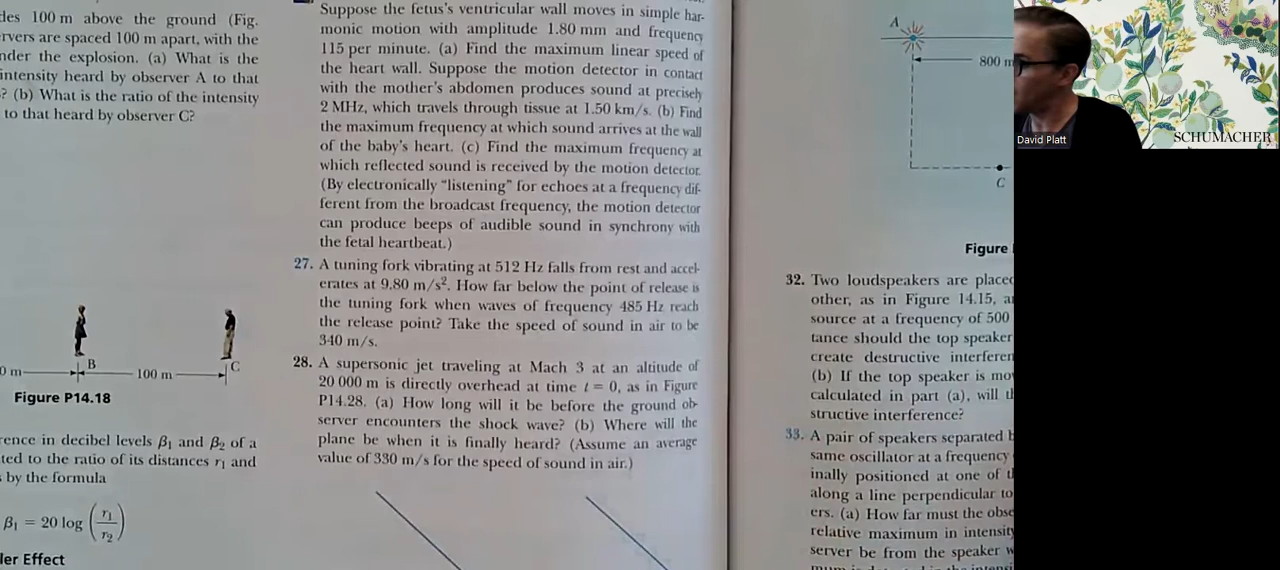 des 100 m above the ground (Fig.
rvers are spaced 100 m apart, with the
nder the explosion. (a) What is the
intensity heard by observer A to that
? (b) What is the ratio of the intensity
to that heard by observer C?
B
C
0 m
100 m
Figure P14.18
rence in decibel levels β1 and β2 of a
ted to the ratio of its distances r1 and
by the formula
β1 = 20 log (r1/r2)
ler Effect
Suppose the fetus's ventricular wall moves in simple har-
monic motion with amplitude 1.80 mm and frequency
115 per minute. (a) Find the maximum linear speed of
the heart wall. Suppose the motion detector in contact
with the mother's abdomen produces sound at precisely
2 MHz, which travels through tissue at 1.50 km/s. (b) Find
the maximum frequency at which sound arrives at the wall
of the baby's heart. (c) Find the maximum frequency at
which reflected sound is received by the motion detector.
(By electronically "listening" for echoes at a frequency dif-
ferent from the broadcast frequency, the motion detector
can produce beeps of audible sound in synchrony with
the fetal heartbeat.)
27. A tuning fork vibrating at 512 Hz falls from rest and accel-
erates at 9.80 m/s². How far below the point of release is
the tuning fork when waves of frequency 485 Hz reach
the release point? Take the speed of sound in air to be
340 m/s.
28. A supersonic jet traveling at Mach 3 at an altitude of
20 000 m is directly overhead at time t = 0, as in Figure
P14.28. (a) How long will it be before the ground ob-
server encounters the shock wave? (b) Where will the
plane be when it is finally heard? (Assume an average
value of 330 m/s for the speed of sound in air.)
A
800 m
C
Figure
32. Two loudspeakers are placed
other, as in Figure 14.15, a
source at a frequency of 500
tance should the top speaker
create destructive interferen
(b) If the top speaker is mo
calculated in part (a), will th
structive interference?
33. A pair of speakers separated b
same oscillator at a frequency
inally positioned at one of th
along a line perpendicular to
ers. (a) How far must the obse
relative maximum in intensity
server be from the speaker w
David Platt
SCHUMACHER